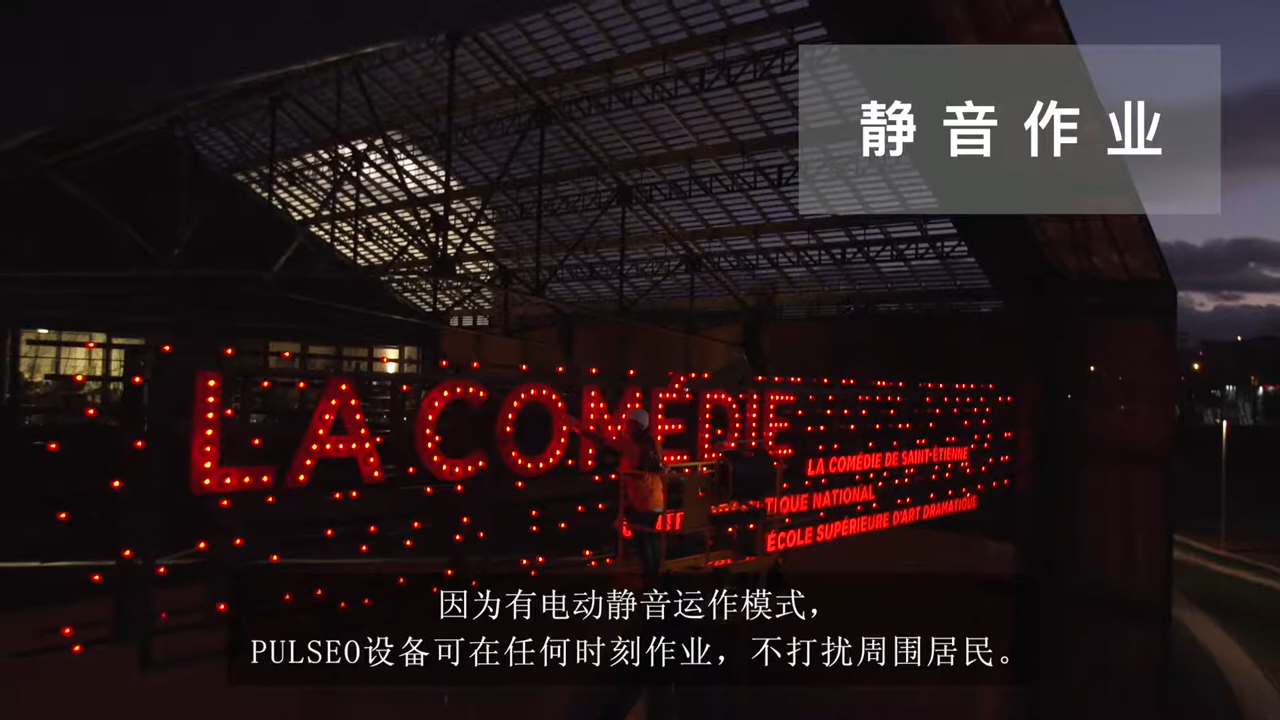 静音作业
LA COMÉDIE
LA COMÉDIE DE SAINT-ÉTIENNE
TIQUE NATIONAL
ÉCOLE SUPÉRIEURE D'ART DRAMATIQUE
因为有电动静音运作模式，
PULSEO设备可在任何时刻作业，不打扰周围居民。